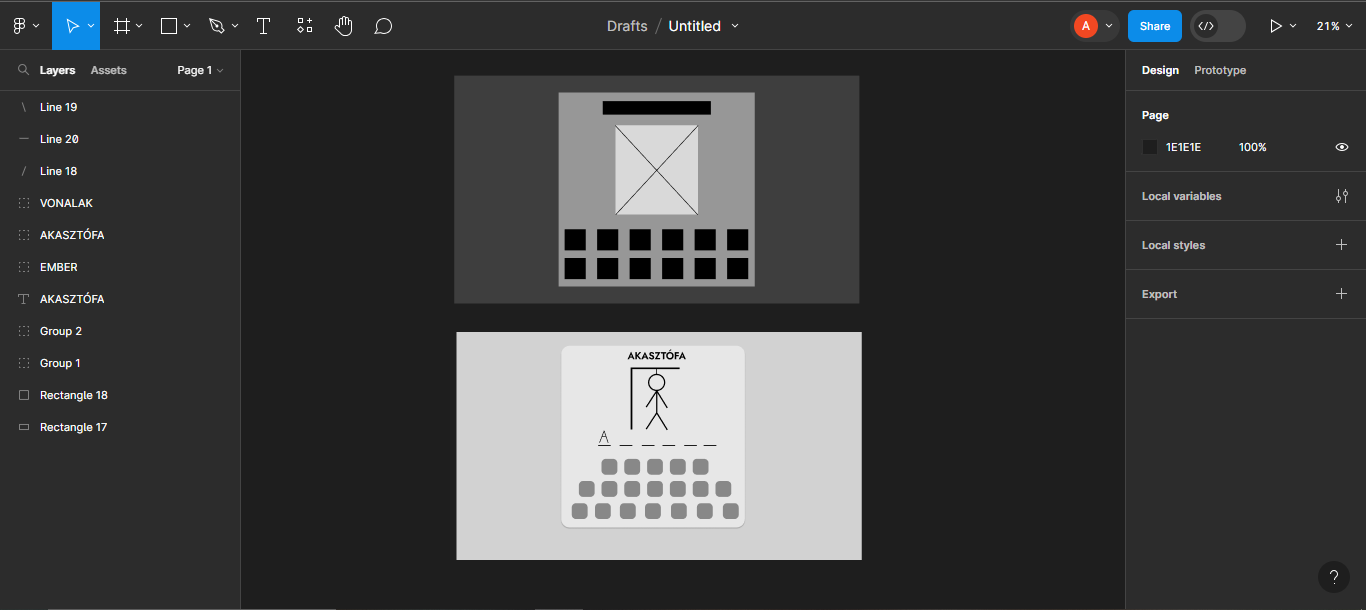 Drafts / Untitled
A
Share
21%
Layers
Assets
Page 1
Line 19
Line 20
Line 18
VONALAK
AKASZTÓFA
EMBER
AKASZTÓFA
Group 2
Group 1
Rectangle 18
Rectangle 17
AKASZTÓFA
A
Design
Prototype
Page
1E1E1E
100%
Local variables
Local styles
Export
?